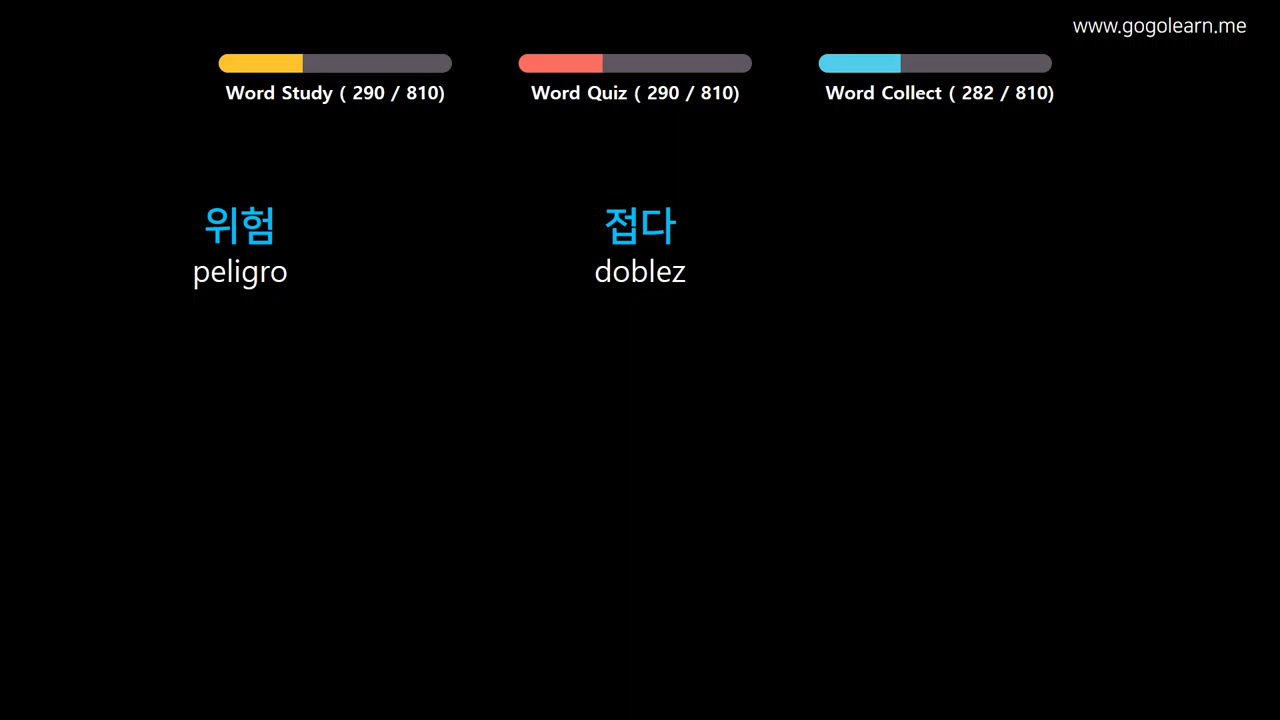 www.gogolearn.me
Word Study ( 290 / 810)
Word Quiz ( 290 / 810)
Word Collect ( 282 / 810)
위험
peligro
접다
doblez